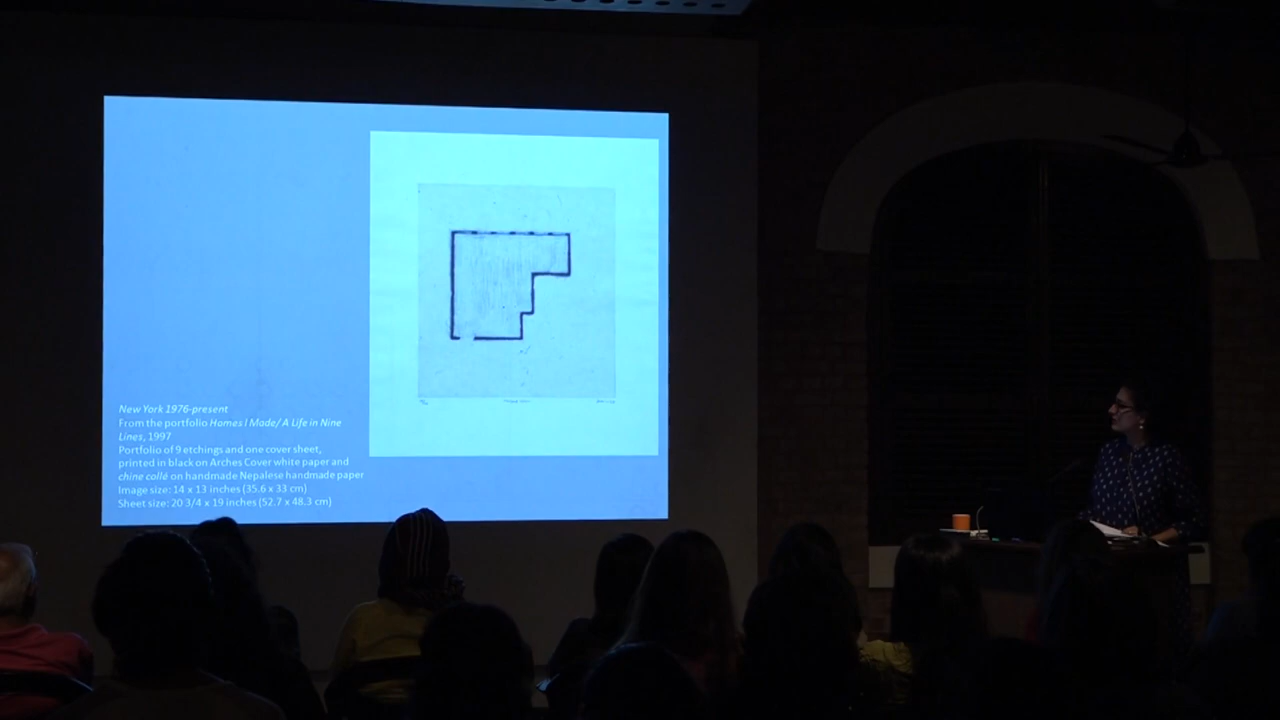 New York 1976-present
From the portfolio Homes I Made/ A Life in Nine
Lines, 1997
Portfolio of 9 etchings and one cover sheet,
printed in black on Arches Cover white paper and
chine collé on handmade Nepalese handmade paper
Image size: 14 x 13 inches (35.6 x 33 cm)
Sheet size: 20 3/4 x 19 inches (52.7 x 48.3 cm)